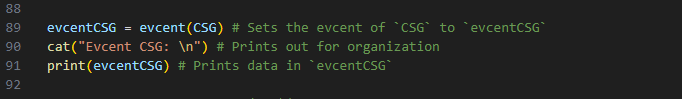 88
89 evcentCSG = evcent(CSG) # Sets the evcent of `CSG` to `evcentCSG`
90 cat("Evcent CSG: \n") # Prints out for organization
91 print(evcentCSG) # Prints data in `evcentCSG`
92